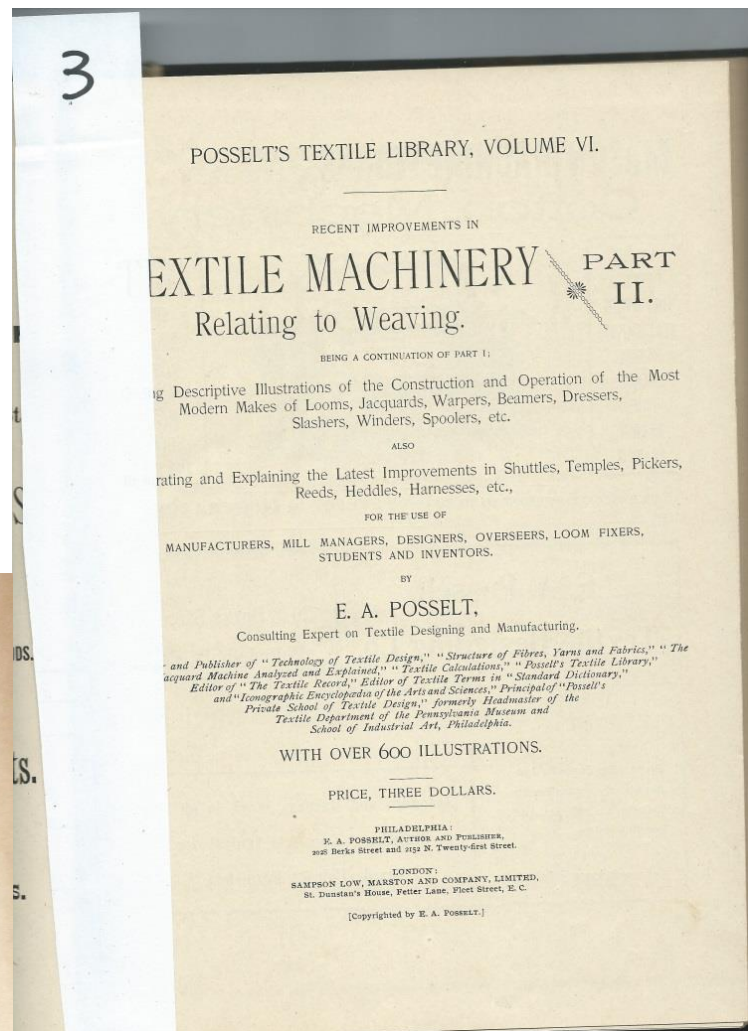 3
POSSELT'S TEXTILE LIBRARY, VOLUME VI.
RECENT IMPROVEMENTS IN
EXTILE MACHINERY
PART
II.
Relating to Weaving.
BEING A CONTINUATION OF PART I;
ng Descriptive Illustrations of the Construction and Operation of the Most
Modern Makes of Looms, Jacquards, Warpers, Beamers, Dressers,
Slashers, Winders, Spoolers, etc.
ALSO
rating and Explaining the Latest Improvements in Shuttles, Temples, Pickers,
Reeds, Heddles, Harnesses, etc.,
FOR THE USE OF
MANUFACTURERS, MILL MANAGERS, DESIGNERS, OVERSEERS, LOOM FIXERS,
STUDENTS AND INVENTORS.
BY
E. A. POSSELT,
Consulting Expert on Textile Designing and Manufacturing.
and Publisher of "Technology of Textile Design," "Structure of Fibres, Yarns and Fabrics," "The
acquard Machine Analyzed and Explained," "Textile Calculations," "Posselt's Textile Library,"
Editor of "The Textile Record," Editor of Textile Terms in "Standard Dictionary,"
and "Iconographic Encyclopædia of the Arts and Sciences," Principal of "Posselt's
Private School of Textile Design," formerly Headmaster of the
Textile Department of the Pennsylvania Museum and
School of Industrial Art, Philadelphia.
WITH OVER 600 ILLUSTRATIONS.
PRICE, THREE DOLLARS.
PHILADELPHIA:
E. A. POSSELT, AUTHOR AND PUBLISHER,
2028 Berks Street and 2152 N. Twenty-first Street.
LONDON:
SAMPSON LOW, MARSTON AND COMPANY, LIMITED,
St. Dunstan's House, Fetter Lane, Fleet Street, E. C.
[Copyrighted by E. A. POSSELT.]